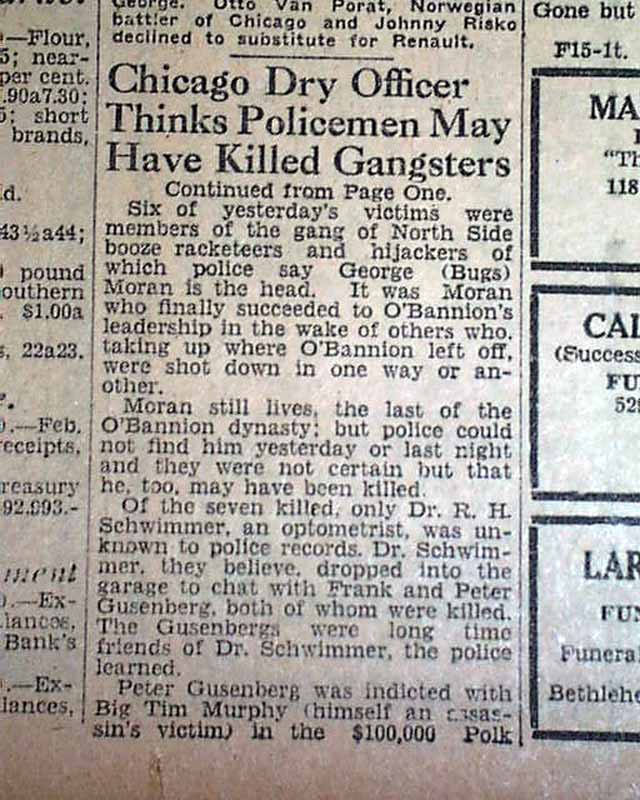 George. Otto Van Porat, Norwegian
battler of Chicago and Johnny Risko
declined to substitute for Renault.
Chicago Dry Officer
Thinks Policemen May
Have Killed Gangsters
Continued from Page One.
Six of yesterday's victims were
members of the gang of North Side
booze racketeers and hijackers of
which police say George (Bugs)
Moran is the head. It was Moran
who finally succeeded to O'Bannion's
leadership in the wake of others who,
taking up where O'Bannion left off,
were shot down in one way or an-
other.
Moran still lives, the last of the
O'Bannion dynasty; but police could
not find him yesterday or last night
and they were not certain but that
he, too, may have been killed.
Of the seven killed, only Dr. R. H.
Schwimmer, an optometrist, was un-
known to police records. Dr. Schwim-
mer, they believe, dropped into the
garage to chat with Frank and Peter
Gusenberg, both of whom were killed.
The Gusenbergs were long time
friends of Dr. Schwimmer, the police
learned.
Peter Gusenberg was indicted with
Big Tim Murphy (himself an assas-
sin's victim) in the $100,000 Polk
—Flour,
5; near-
per cent.
.90a7.30;
5; short
brands,
d.
43½a44;
pound
outhern
$1.00a
s, 22a23.
.—Feb.
receipts,
reasury
92,993.-
ment
.—Ex-
lances,
Bank's
.—Ex-
lances,
Gone but
F15-1t.
MA
"Th
118
CAL
(Success
FU
529
LAR
FUN
Funeral
Bethlehe